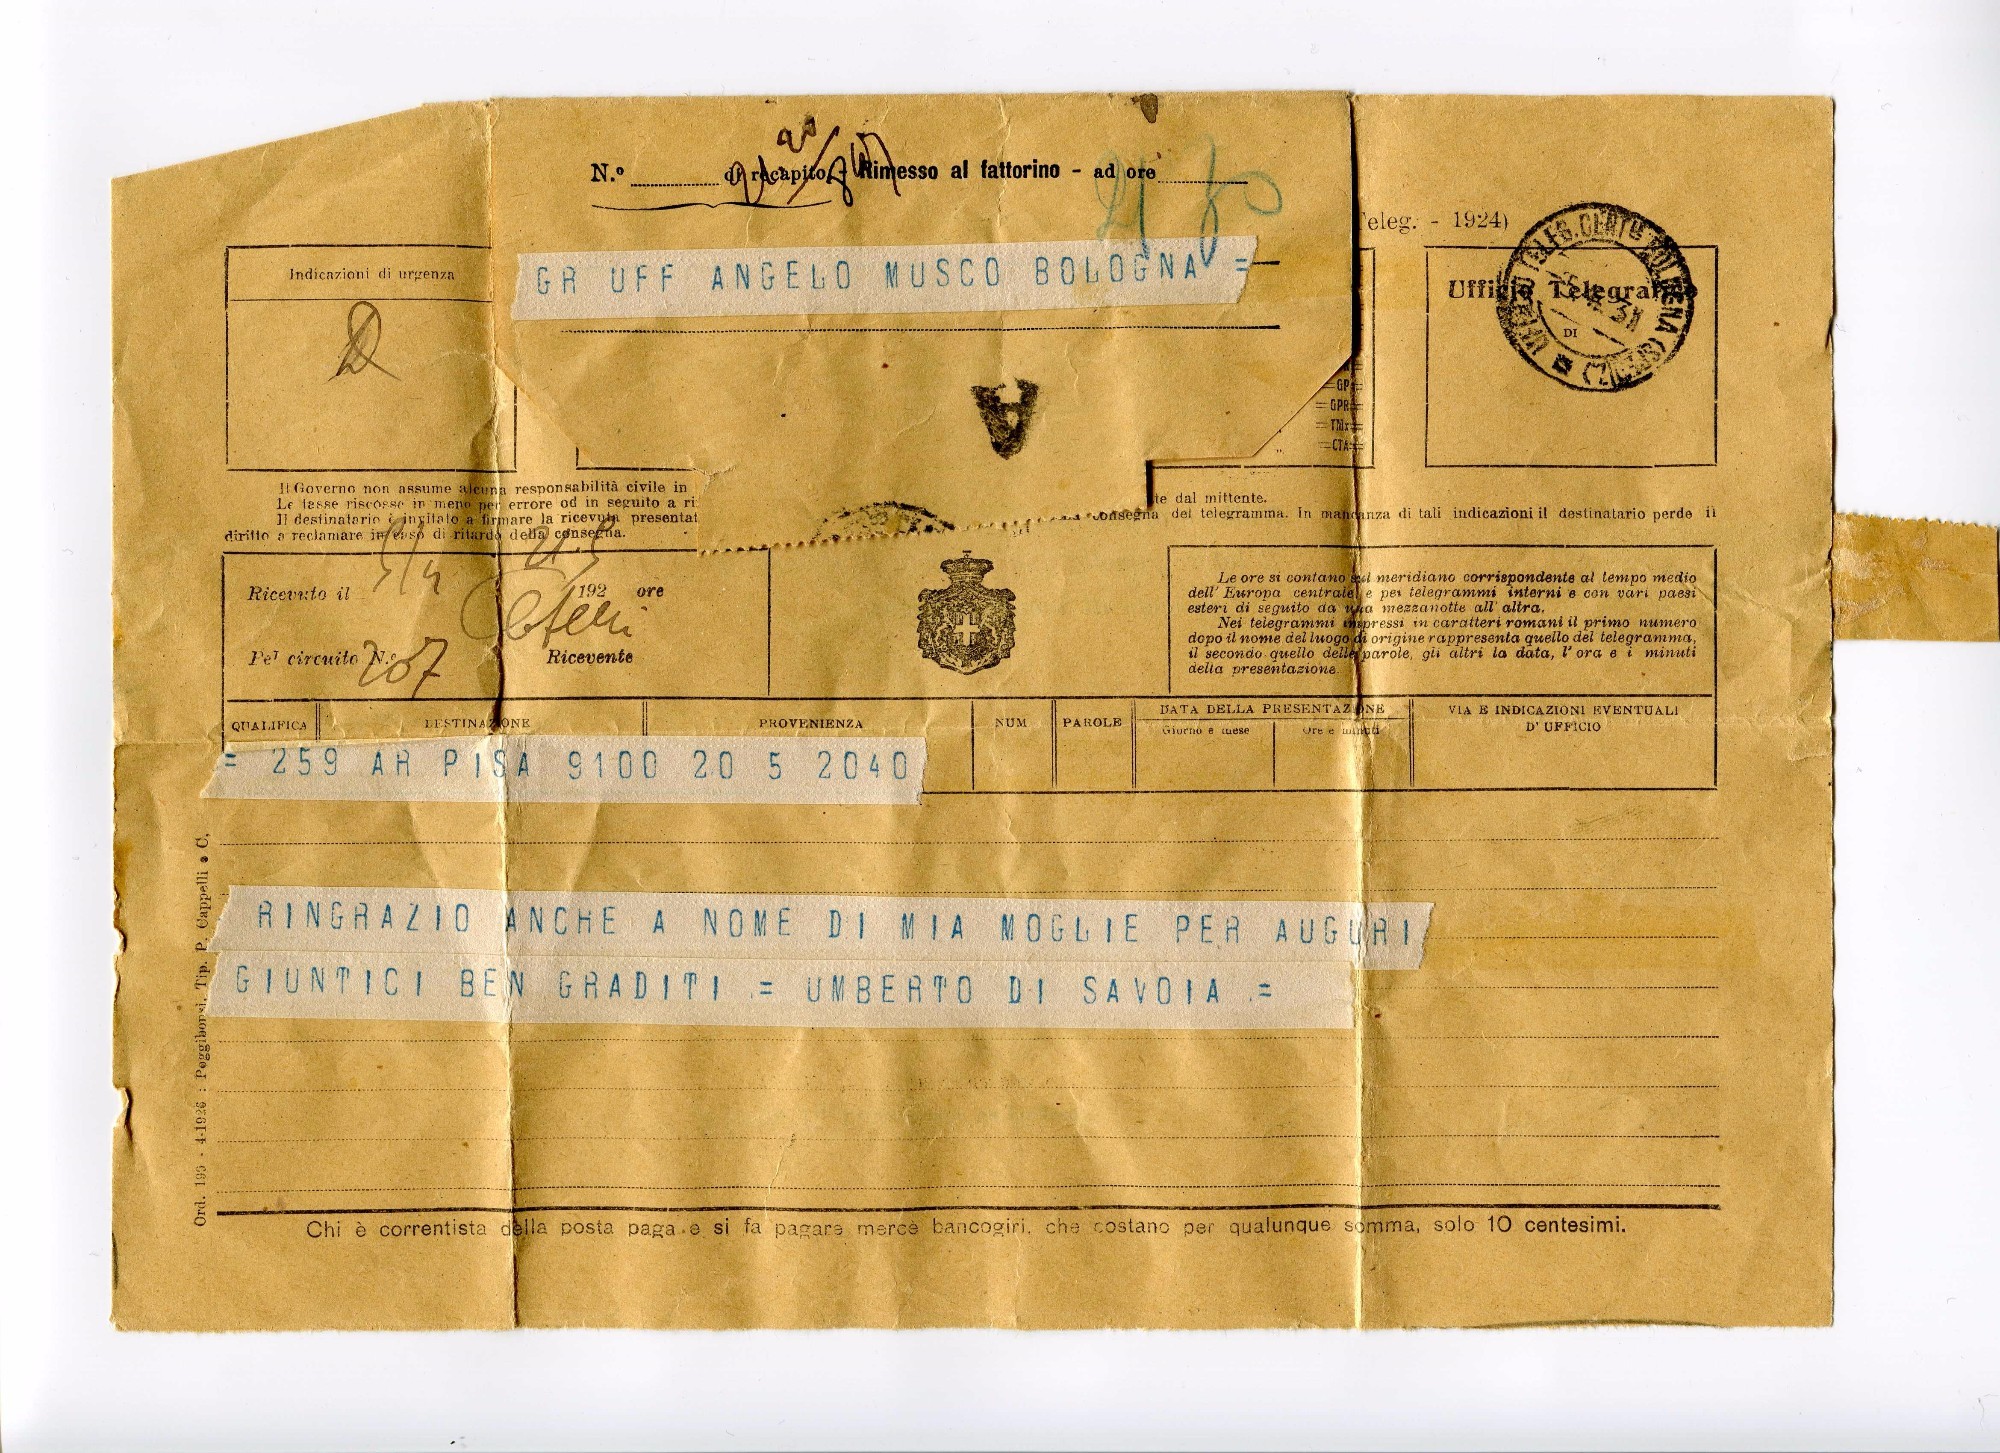 N.º di recapito. - Rimesso al fattorino - ad ore
Teleg. - 1924)
GR UFF ANGELO MUSCO BOLOGNA =
Indicazioni di urgenza
D
Ufficio Telegrafico
DI
UFFICIO TELEG. CENTle BOLOGNA
=GP=
=GPR=
=TMx=
=CTA=
Il Governo non assume alcuna responsabilità civile in
Le tasse riscosse in meno per errore od in seguito a ri te dal mittente.
Il destinatario è invitato a firmare la ricevuta presentat consegna del telegramma. In mancanza di tali indicazioni il destinatario perde il
diritto a reclamare in caso di ritardo della consegna.
Ricevuto il 192 ore
Pel circuito N.º 207 Ricevente
Le ore si contano sul meridiano corrispondente al tempo medio
dell'Europa centrale e pei telegrammi interni e con vari paesi
esteri di seguito da una mezzanotte all'altra.
Nei telegrammi impressi in caratteri romani il primo numero
dopo il nome del luogo di origine rappresenta quello del telegramma,
il secondo quello delle parole, gli altri la data, l'ora e i minuti
della presentazione.
QUALIFICA DESTINAZIONE PROVENIENZA NUM PAROLE DATA DELLA PRESENTAZIONE VIA E INDICAZIONI EVENTUALI
Giorno e mese Ore e minuti D'UFFICIO
= 259 AR PISA 9100 20 5 2040
RINGRAZIO ANCHE A NOME DI MIA MOGLIE PER AUGURI
GIUNTICI BEN GRADITI .= UMBERTO DI SAVOIA .=
Ord. 195 - 4-1926 : Poggibonsi, Tip. P. Cappelli e C.
Chi è correntista della posta paga e si fa pagare mercè bancogiri, che costano per qualunque somma, solo 10 centesimi.